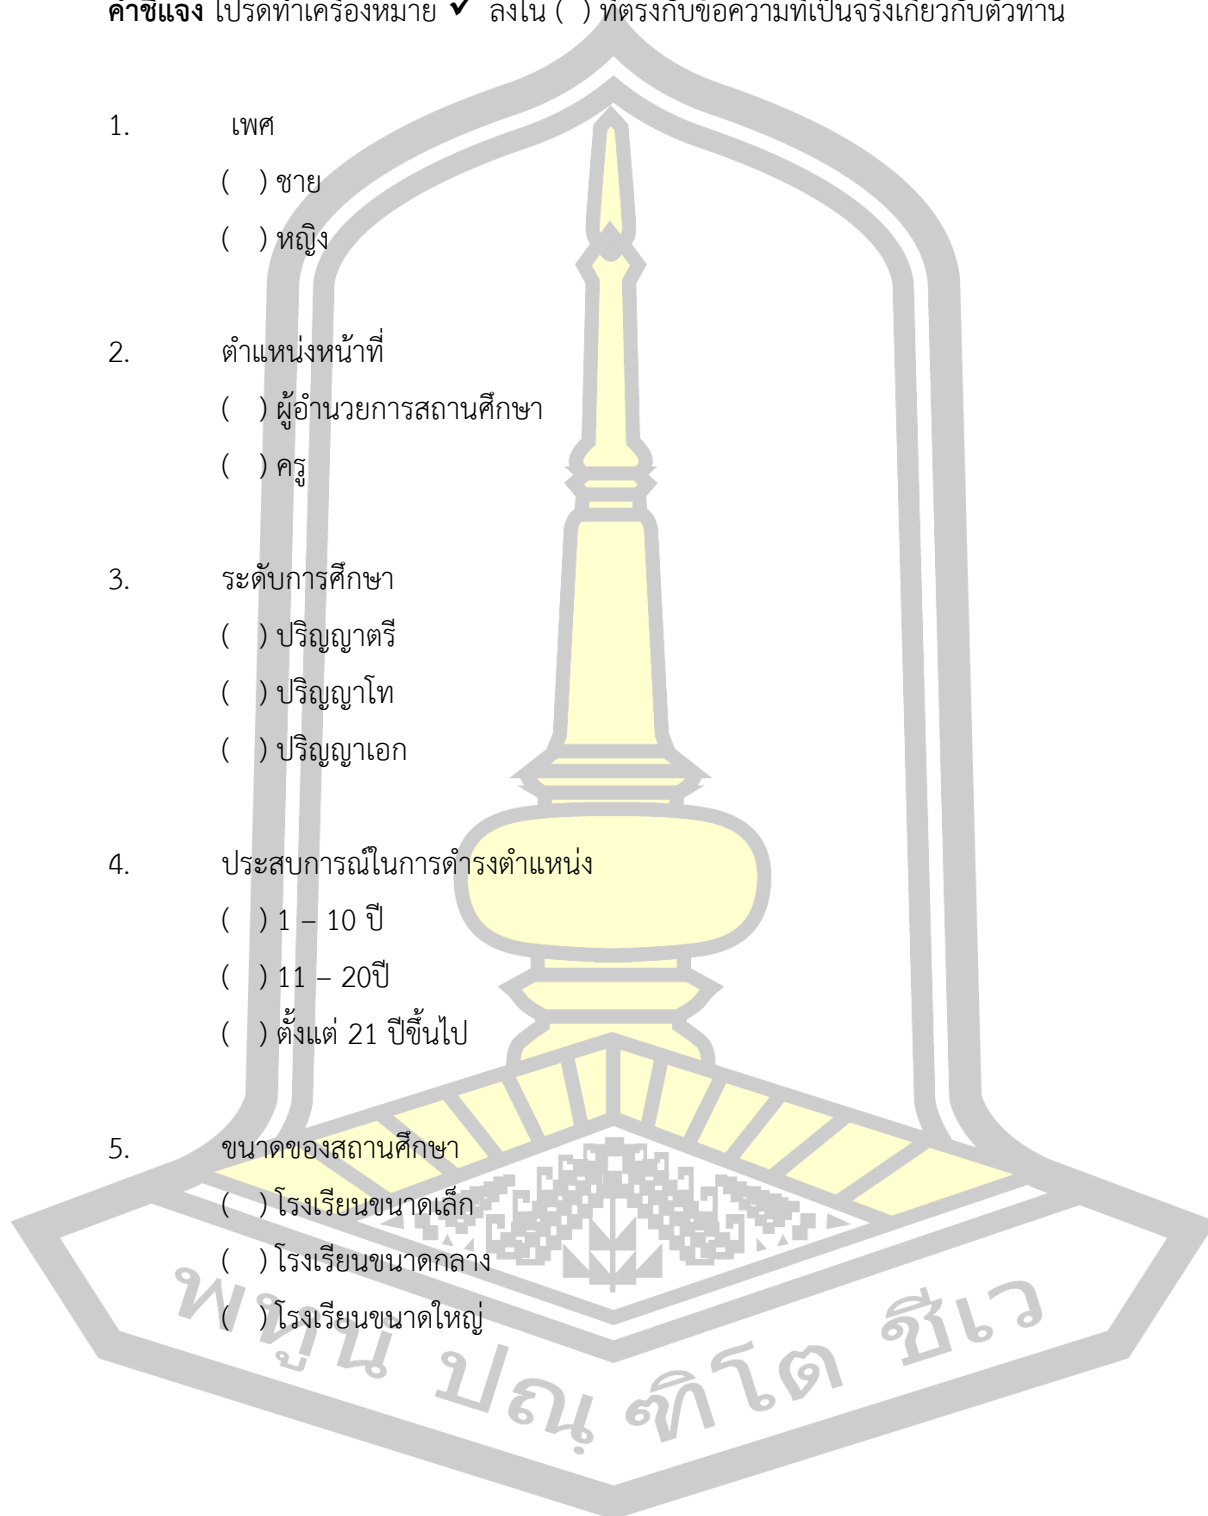 คำชี้แจง โปรดทำเครื่องหมาย ✔ ลงใน ( ) ที่ตรงกับข้อความที่เป็นจริงเกี่ยวกับตัวท่าน
1. เพศ
( ) ชาย
( ) หญิง
2. ตำแหน่งหน้าที่
( ) ผู้อำนวยการสถานศึกษา
( ) ครู
3. ระดับการศึกษา
( ) ปริญญาตรี
( ) ปริญญาโท
( ) ปริญญาเอก
4. ประสบการณ์ในการดำรงตำแหน่ง
( ) 1 – 10 ปี
( ) 11 – 20ปี
( ) ตั้งแต่ 21 ปีขึ้นไป
5. ขนาดของสถานศึกษา
( ) โรงเรียนขนาดเล็ก
( ) โรงเรียนขนาดกลาง
( ) โรงเรียนขนาดใหญ่
พหูน ปณฺฑิโต ชีเว